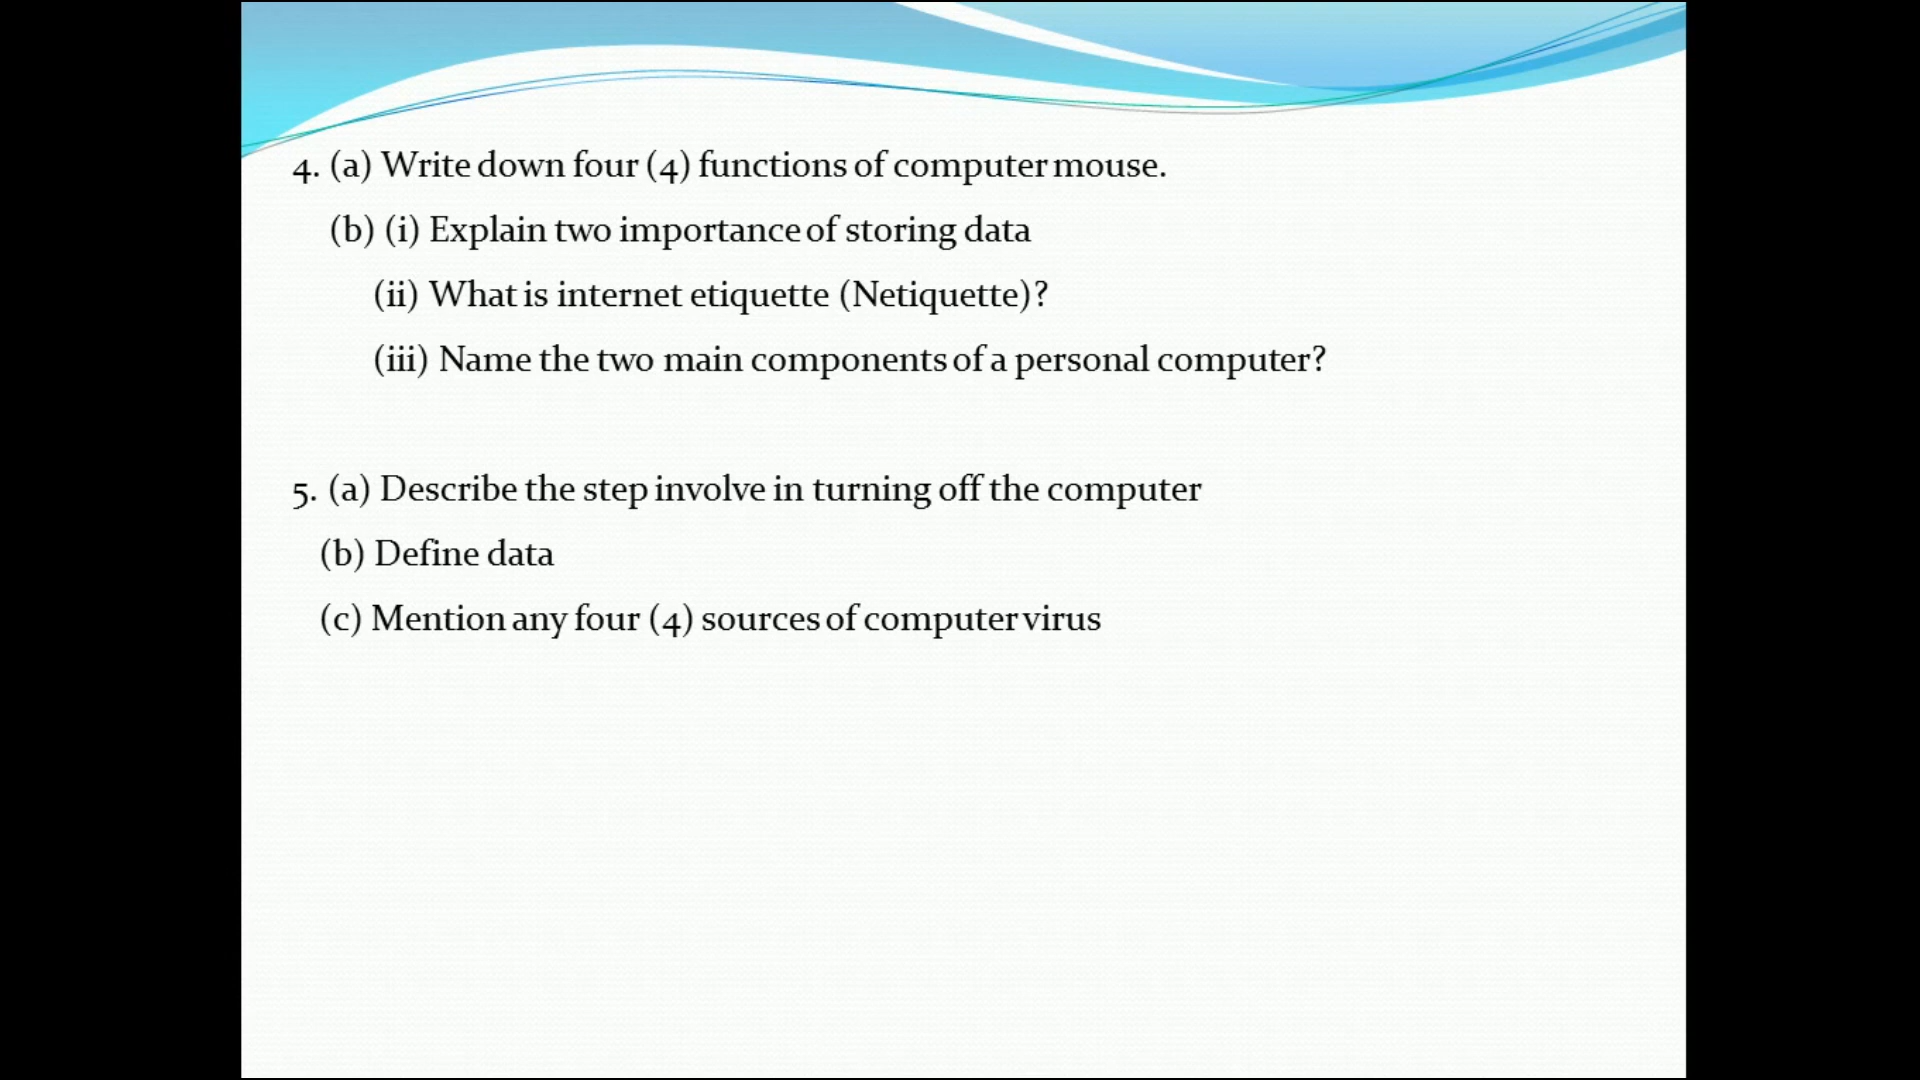 4. (a) Write down four (4) functions of computer mouse.
(b) (i) Explain two importance of storing data
(ii) What is internet etiquette (Netiquette)?
(iii) Name the two main components of a personal computer?
5. (a) Describe the step involve in turning off the computer
(b) Define data
(c) Mention any four (4) sources of computer virus